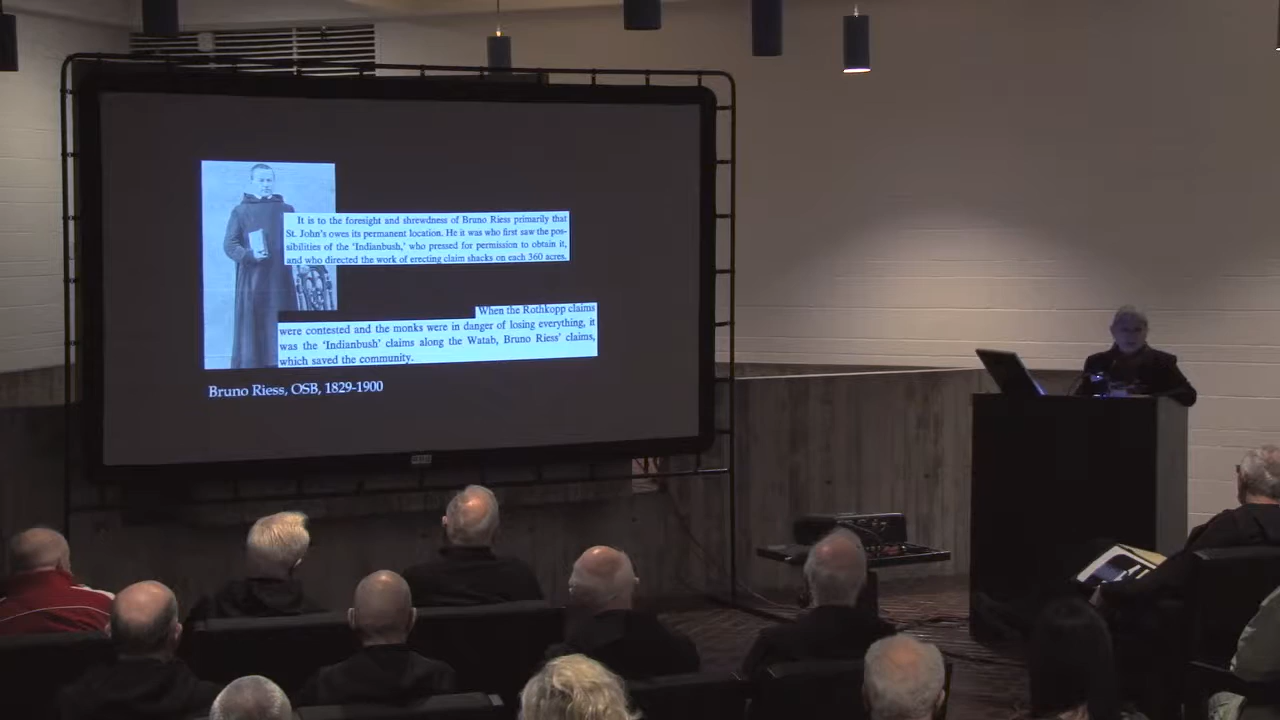 It is to the foresight and shrewdness of Bruno Riess primarily that
St. John's owes its permanent location. He it was who first saw the pos-
sibilities of the 'Indianbush,' who pressed for permission to obtain it,
and who directed the work of erecting claim shacks on each 360 acres.
When the Rothkopp claims
were contested and the monks were in danger of losing everything, it
was the 'Indianbush' claims along the Watab, Bruno Riess' claims,
which saved the community.
Bruno Riess, OSB, 1829-1900